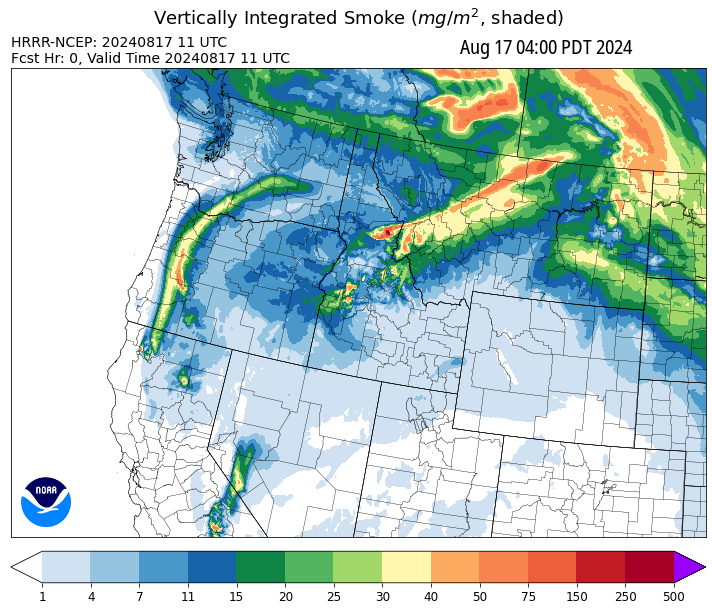 Vertically Integrated Smoke (mg/m², shaded)
HRRR-NCEP: 20240817 11 UTC
Fcst Hr: 0, Valid Time 20240817 11 UTC
Aug 17 04:00 PDT 2024
NOAA
1 4 7 11 15 20 25 30 40 50 75 150 250 500